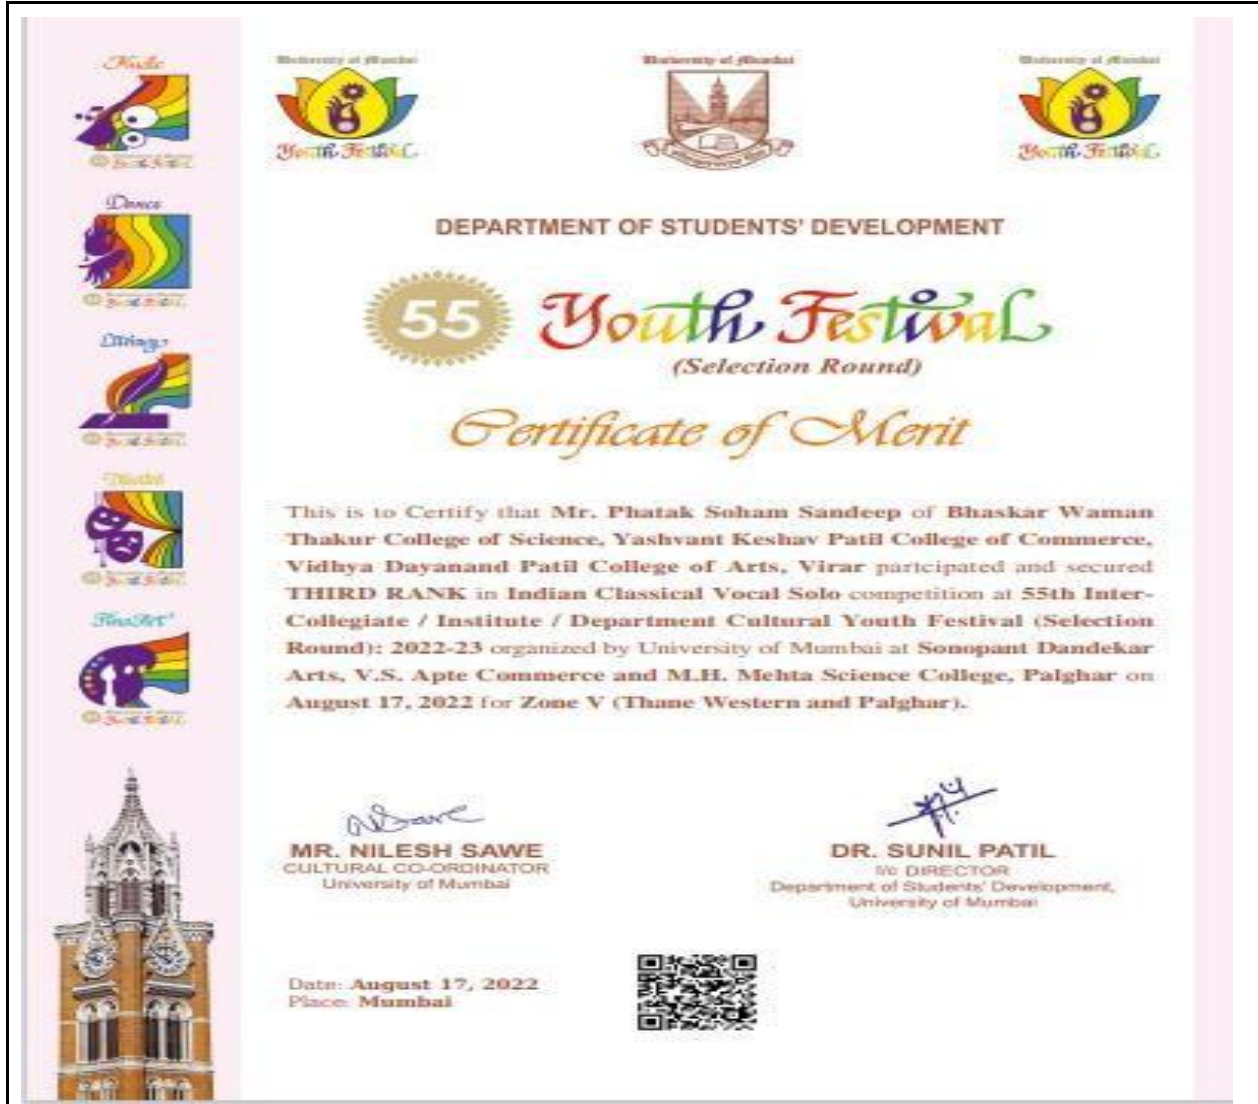 Music
Dance
Theatre
FineArt
University of Mumbai
Youth Festival
University of Mumbai
University of Mumbai
Youth Festival
DEPARTMENT OF STUDENTS' DEVELOPMENT
55 Youth Festival
(Selection Round)
Certificate of Merit
This is to Certify that Mr. Phatak Soham Sandeep of Bhaskar Waman
Thakur College of Science, Yashvant Keshav Patil College of Commerce,
Vidhya Dayanand Patil College of Arts, Virar partcipated and secured
THIRD RANK in Indian Classical Vocal Solo competition at 55th Inter-
Collegiate / Institute / Department Cultural Youth Festival (Selection
Round): 2022-23 organized by University of Mumbai at Sonopant Dandekar
Arts, V.S. Apte Commerce and M.H. Mehta Science College, Palghar on
August 17, 2022 for Zone V (Thane Western and Palghar).
MR. NILESH SAWE
CULTURAL CO-ORDINATOR
University of Mumbai
DR. SUNIL PATIL
I/c DIRECTOR
Department of Students' Development,
University of Mumbai
Date: August 17, 2022
Place: Mumbai